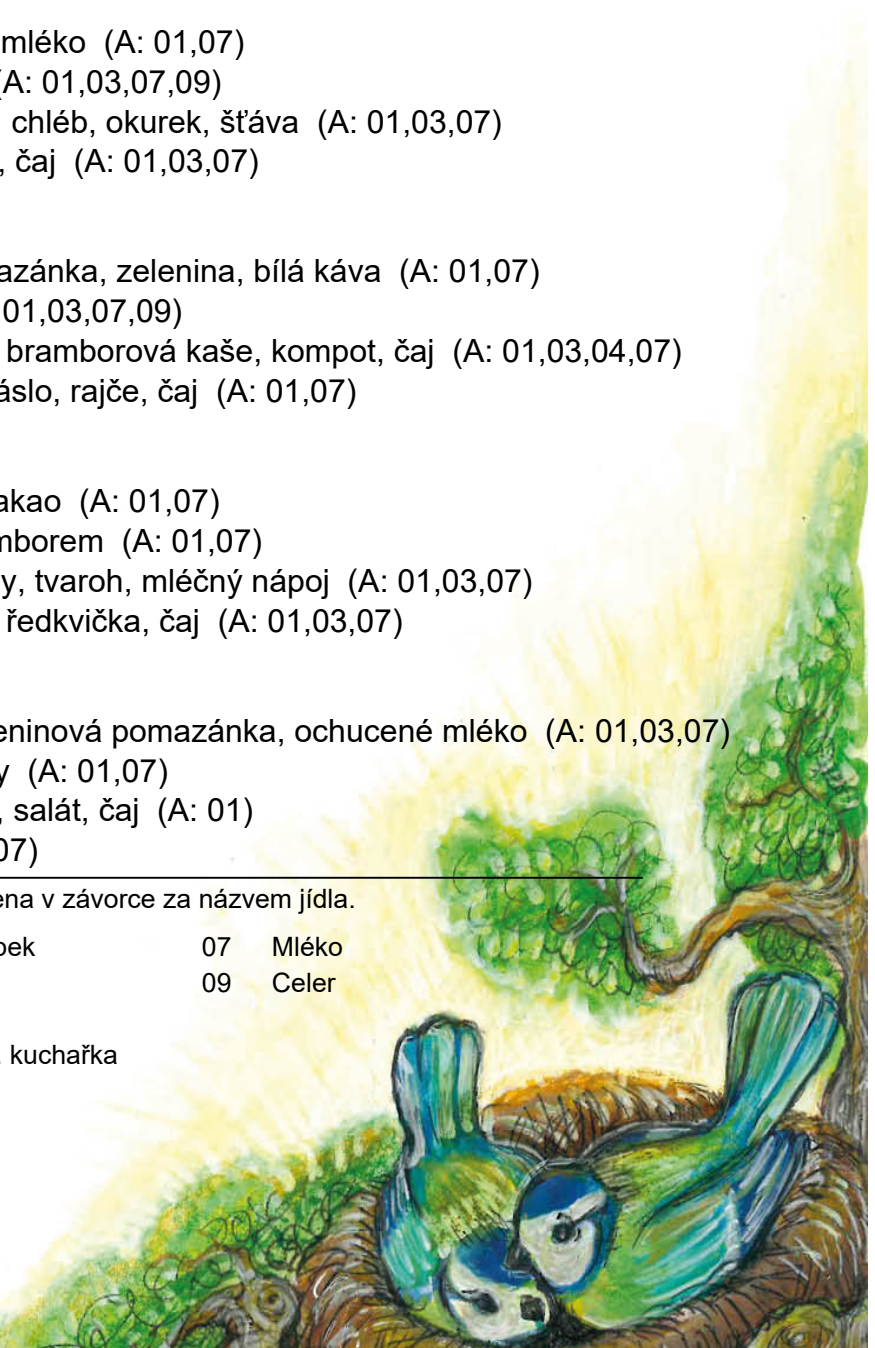 mléko (A: 01,07)
(A: 01,03,07,09)
chléb, okurek, šťáva (A: 01,03,07)
, čaj (A: 01,03,07)
azánka, zelenina, bílá káva (A: 01,07)
01,03,07,09)
bramborová kaše, kompot, čaj (A: 01,03,04,07)
áslo, rajče, čaj (A: 01,07)
akao (A: 01,07)
mborem (A: 01,07)
y, tvaroh, mléčný nápoj (A: 01,03,07)
ředkvička, čaj (A: 01,03,07)
eninová pomazánka, ochucené mléko (A: 01,03,07)
y (A: 01,07)
, salát, čaj (A: 01)
07)
ena v závorce za názvem jídla.
bek 07 Mléko
09 Celer
. kuchařka